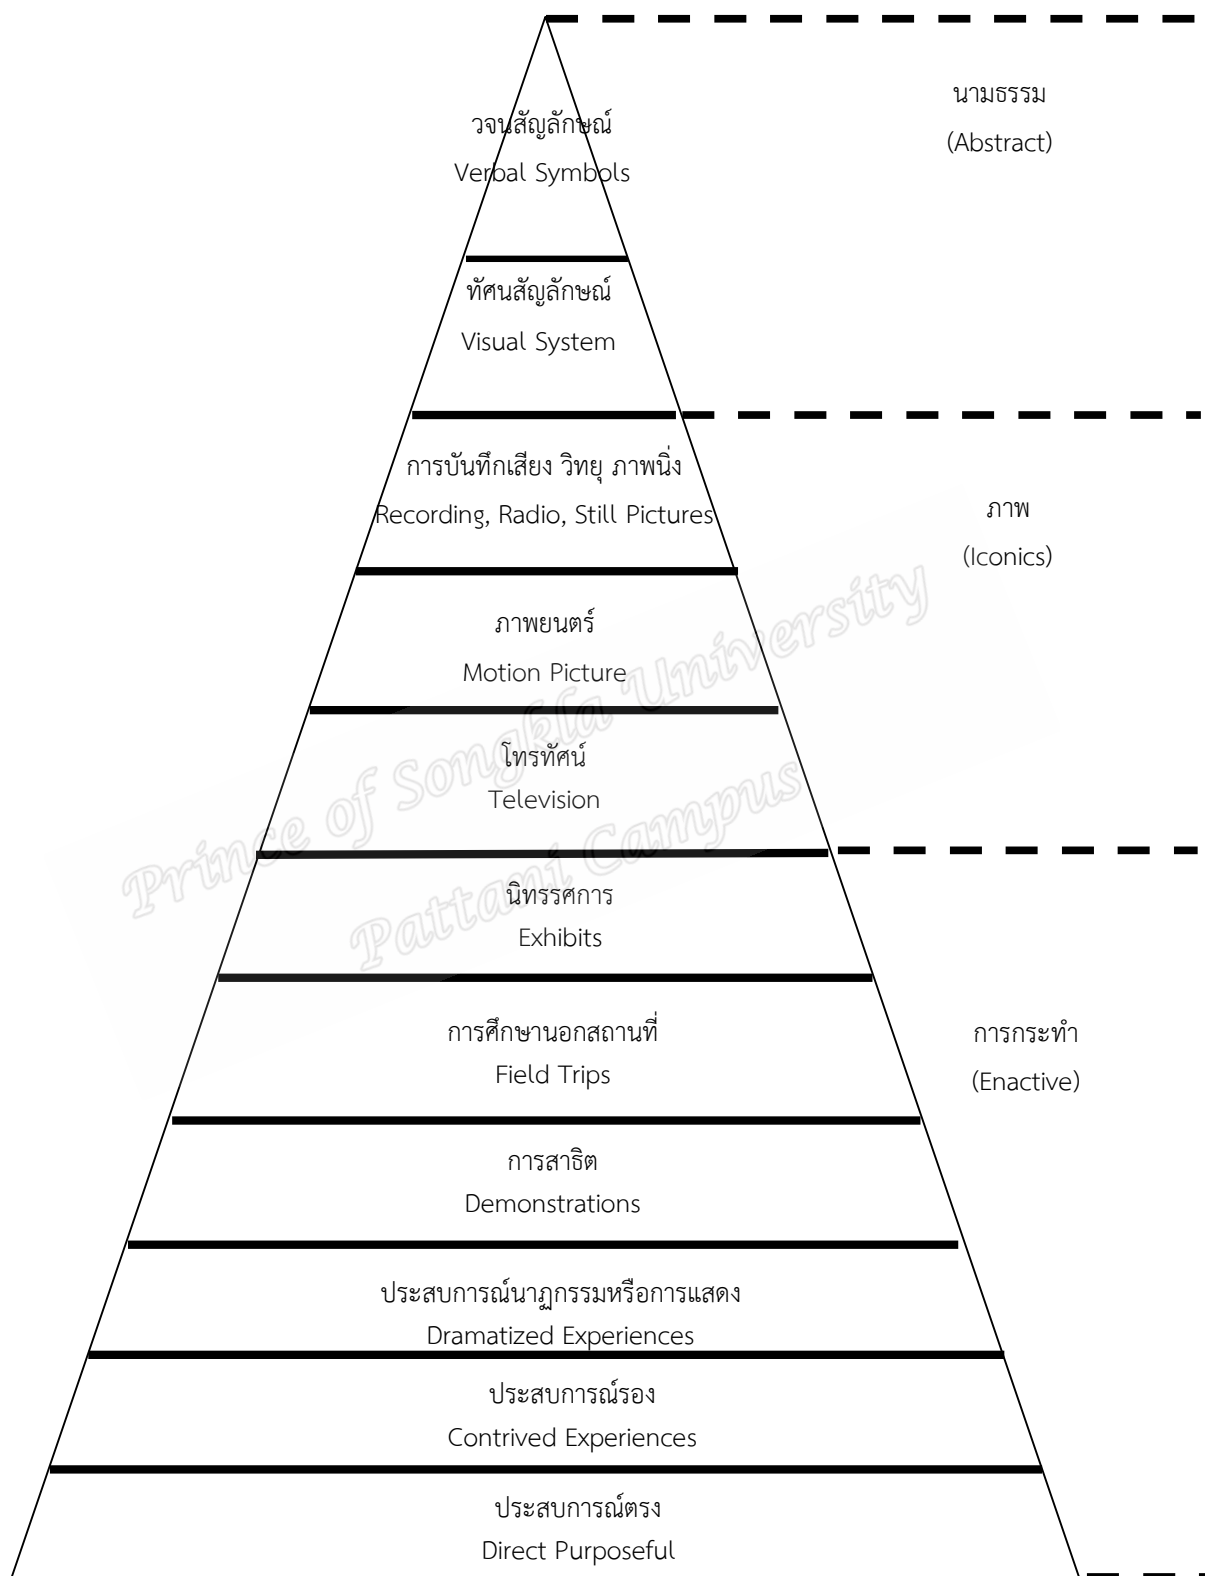 วจนสัญลักษณ์
Verbal Symbols
นามธรรม
(Abstract)
ทัศนสัญลักษณ์
Visual System
การบันทึกเสียง วิทยุ ภาพนิ่ง
Recording, Radio, Still Pictures
ภาพ
(Iconics)
ภาพยนตร์
Motion Picture
โทรทัศน์
Television
นิทรรศการ
Exhibits
การศึกษานอกสถานที่
Field Trips
การกระทำ
(Enactive)
การสาธิต
Demonstrations
ประสบการณ์นาฏกรรมหรือการแสดง
Dramatized Experiences
ประสบการณ์รอง
Contrived Experiences
ประสบการณ์ตรง
Direct Purposeful
Prince of Songkla University
Pattani Campus